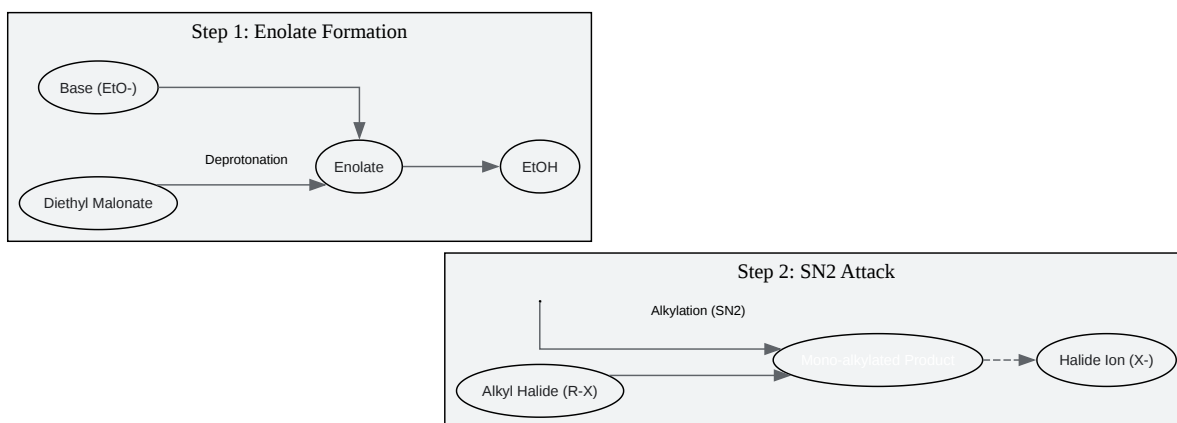 Step 1: Enolate Formation
Base (EtO-)
Deprotonation
Enolate
EtOH
Diethyl Malonate
Step 2: SN2 Attack
Alkylation (SN2)
Mono-alkylated Product
Halide Ion (X-)
Alkyl Halide (R-X)